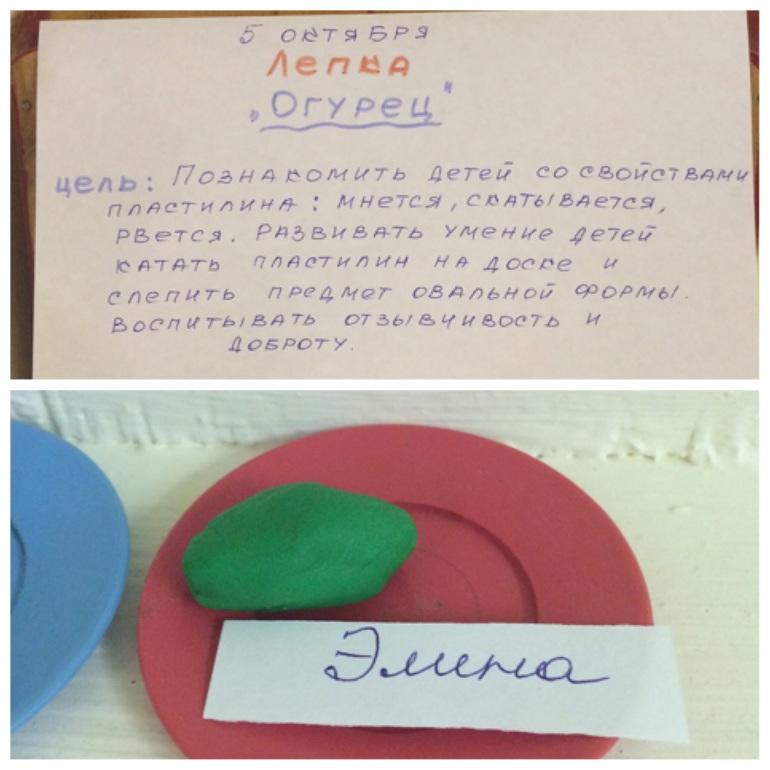 5 ОКТЯБРЯ
ЛЕПКА
„ОГУРЕЦ"
ЦЕЛЬ: ПОЗНАКОМИТЬ ДЕТЕЙ СО СВОЙСТВАМИ
ПЛАСТИЛИНА: МНЕТСЯ, СКАТЫВАЕТСЯ,
РВЕТСЯ. РАЗВИВАТЬ УМЕНИЕ ДЕТЕЙ
КАТАТЬ ПЛАСТИЛИН НА ДОСКЕ И
СЛЕПИТЬ ПРЕДМЕТ ОВАЛЬНОЙ ФОРМЫ.
ВОСПИТЫВАТЬ ОТЗЫВЧИВОСТЬ И
ДОБРОТУ.
Элина